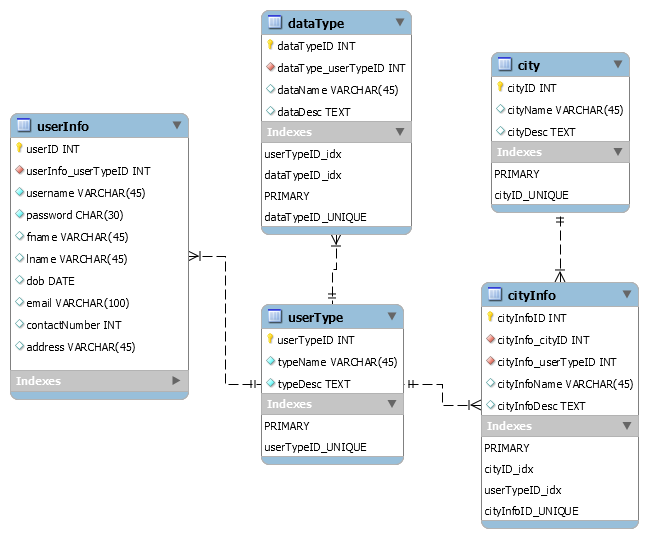 dataType
dataTypeID INT
dataType_userTypeID INT
dataName VARCHAR(45)
dataDesc TEXT
Indexes
userTypeID_idx
dataTypeID_idx
PRIMARY
dataTypeID_UNIQUE
city
cityID INT
cityName VARCHAR(45)
cityDesc TEXT
Indexes
PRIMARY
cityID_UNIQUE
userInfo
userID INT
userInfo_userTypeID INT
username VARCHAR(45)
password CHAR(30)
fname VARCHAR(45)
lname VARCHAR(45)
dob DATE
email VARCHAR(100)
contactNumber INT
address VARCHAR(45)
Indexes
userType
userTypeID INT
typeName VARCHAR(45)
typeDesc TEXT
Indexes
PRIMARY
userTypeID_UNIQUE
cityInfo
cityInfoID INT
cityInfo_cityID INT
cityInfo_userTypeID INT
cityInfoName VARCHAR(45)
cityInfoDesc TEXT
Indexes
PRIMARY
cityID_idx
userTypeID_idx
cityInfoID_UNIQUE